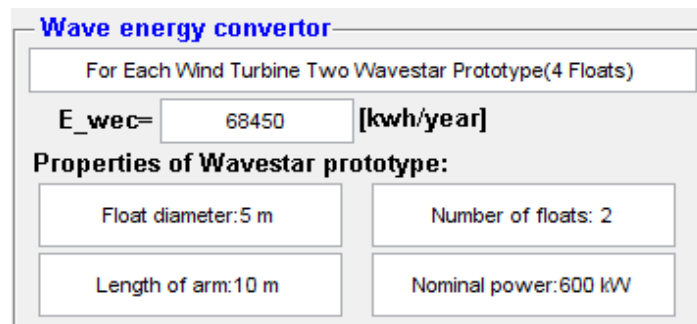 Wave energy convertor
For Each Wind Turbine Two Wavestar Prototype(4 Floats)
E_wec= 68450 [kwh/year]
Properties of Wavestar prototype:
Float diameter:5 m Number of floats: 2
Length of arm:10 m Nominal power:600 kW